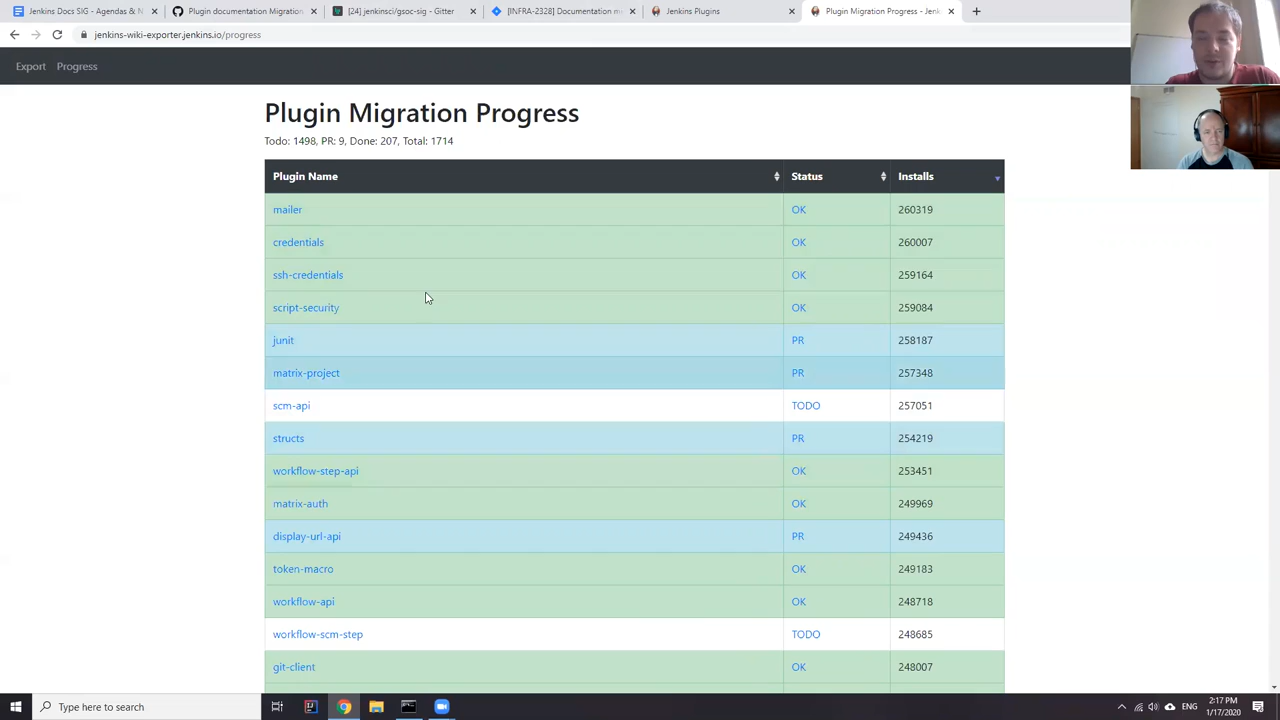 Jenkins Docs SIG - Agendas & N
Plugin documentation Migration
[24] jenkinsci/gsoc-sig - Gitter
[INFRA-2328] Documentation m
Jenkins Plugins
Plugin Migration Progress - Jen
jenkins-wiki-exporter.jenkins.io/progress
Export Progress
Plugin Migration Progress
Todo: 1498, PR: 9, Done: 207, Total: 1714
Plugin Name Status Installs
mailer OK 260319
credentials OK 260007
ssh-credentials OK 259164
script-security OK 259084
junit PR 258187
matrix-project PR 257348
scm-api TODO 257051
structs PR 254219
workflow-step-api OK 253451
matrix-auth OK 249969
display-url-api PR 249436
token-macro OK 249183
workflow-api OK 248718
workflow-scm-step TODO 248685
git-client OK 248007
Type here to search
ENG
2:17 PM
1/17/2020